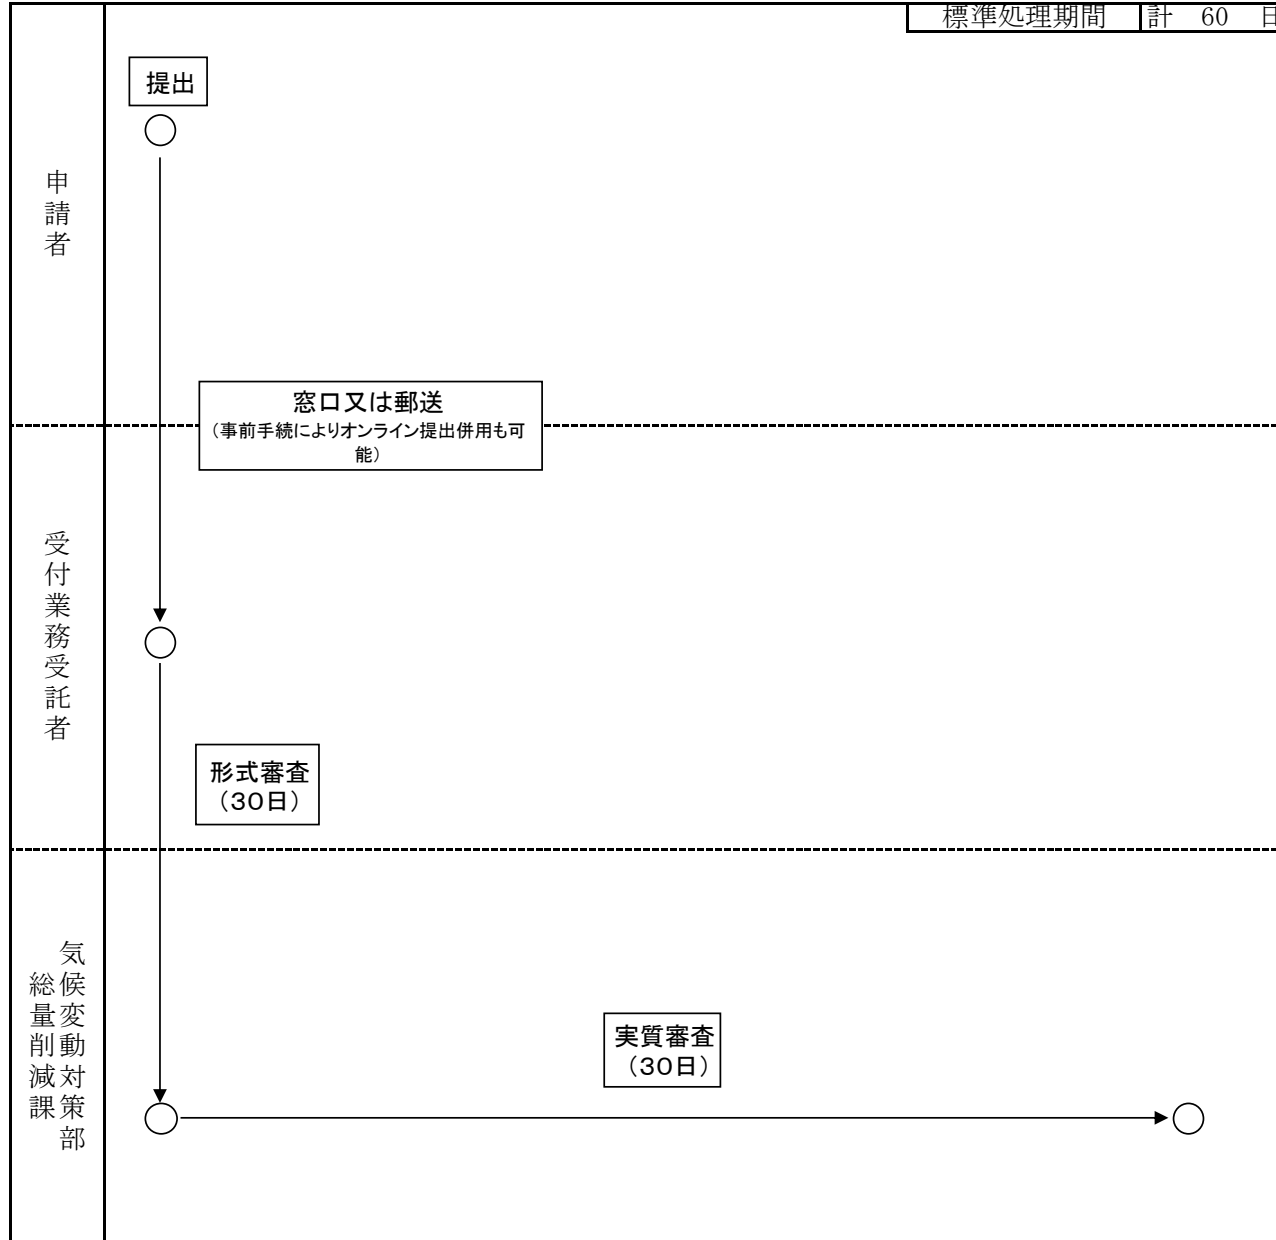 標準処理期間 計 60 日
提出
申請者
窓口又は郵送
（事前手続によりオンライン提出併用も可
能）
受付業務受託者
形式審査
（30日）
気候変動対策部
総量削減課
実質審査
（30日）